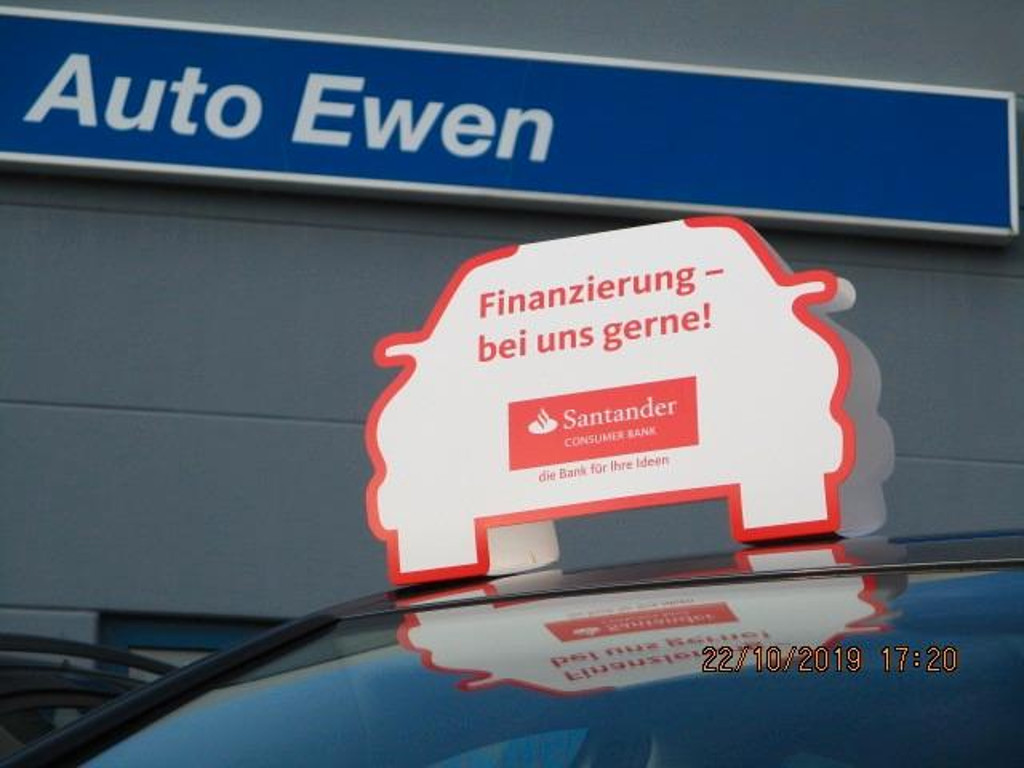 Auto Ewen
Finanzierung –
bei uns gerne!
Santander
CONSUMER BANK
die Bank für Ihre Ideen
22/10/2019 17:20